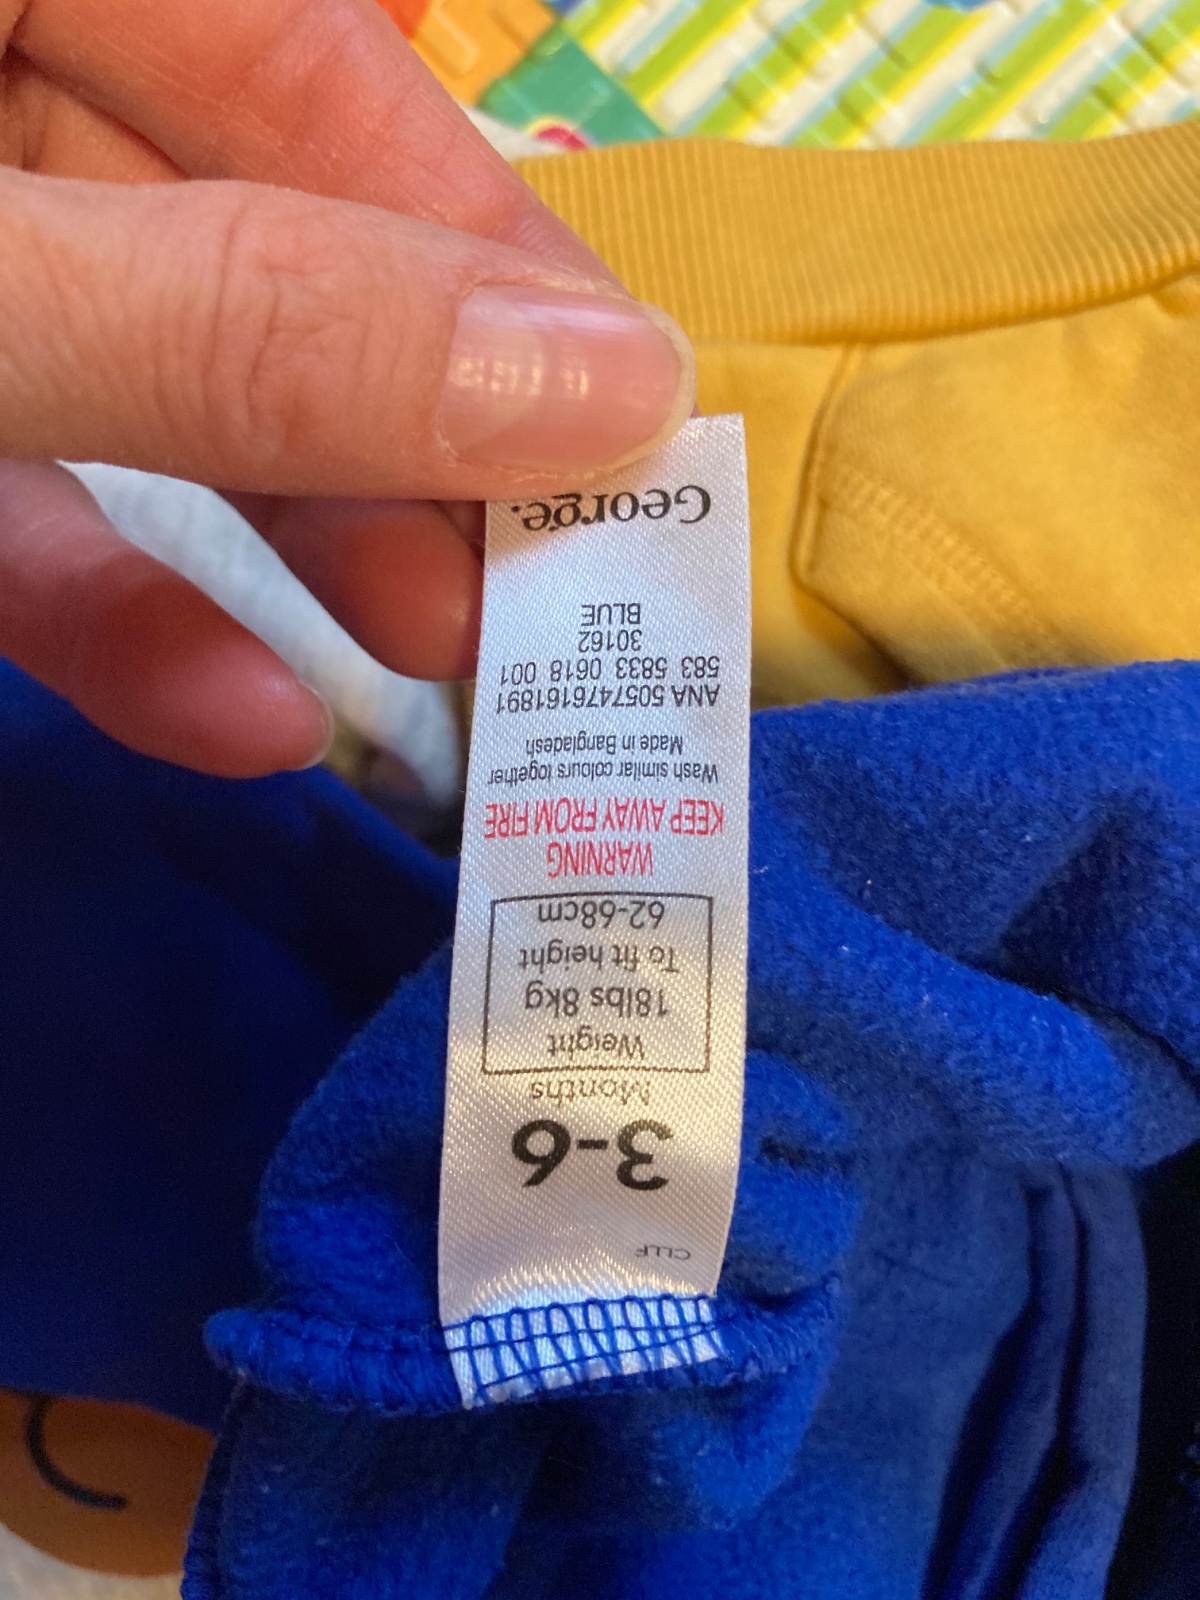 CLLF
3-6
Months
Weight
18lbs 8kg
To fit height
62-68cm
WARNING
KEEP AWAY FROM FIRE
Wash similar colours together
Made in Bangladesh
ANA 5057476161891
583 5833 0618 001
30162
BLUE
George.